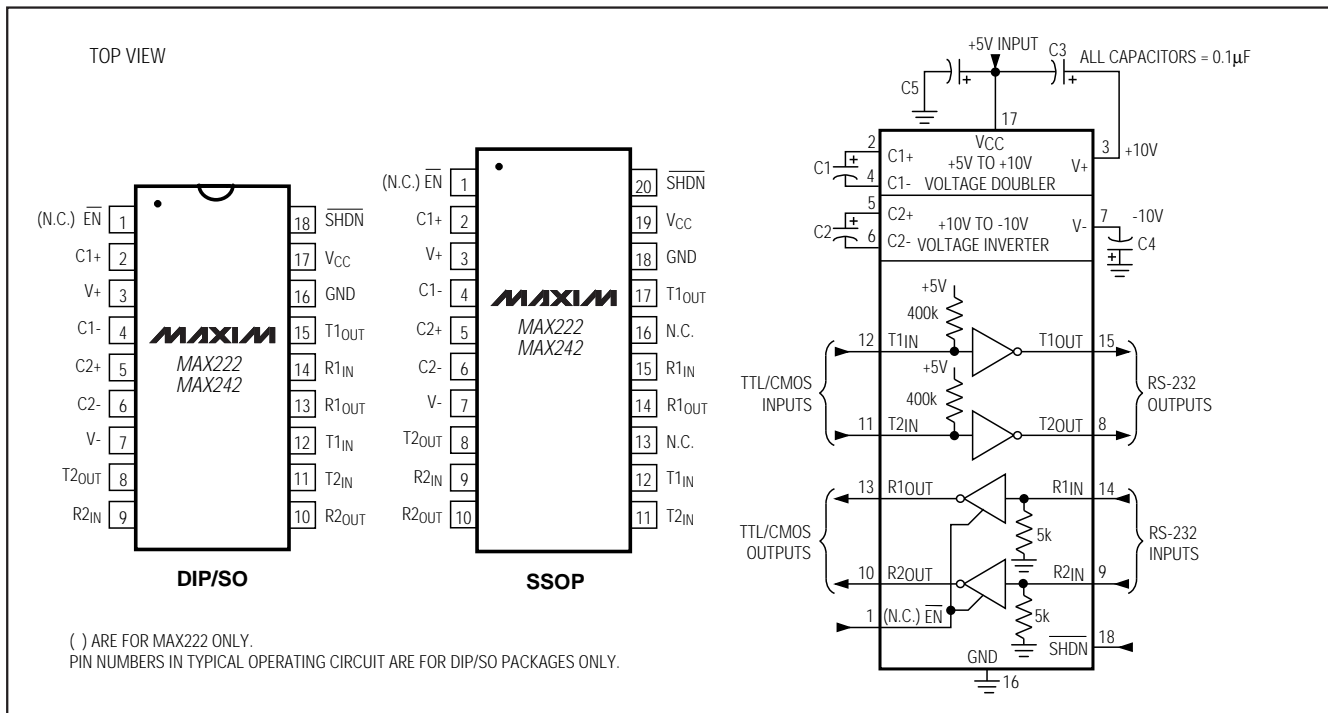 TOP VIEW
(N.C.) EN 1
C1+ 2
V+ 3
C1- 4
C2+ 5
C2- 6
V- 7
T2OUT 8
R2IN 9
18 SHDN
17 VCC
16 GND
15 T1OUT
14 R1IN
13 R1OUT
12 T1IN
11 T2IN
10 R2OUT
MAXIM
MAX222
MAX242
DIP/SO
(N.C.) EN 1
C1+ 2
V+ 3
C1- 4
C2+ 5
C2- 6
V- 7
T2OUT 8
R2IN 9
R2OUT 10
20 SHDN
19 VCC
18 GND
17 T1OUT
16 N.C.
15 R1IN
14 R1OUT
13 N.C.
12 T1IN
11 T2IN
MAXIM
MAX222
MAX242
SSOP
( ) ARE FOR MAX222 ONLY.
PIN NUMBERS IN TYPICAL OPERATING CIRCUIT ARE FOR DIP/SO PACKAGES ONLY.
+5V INPUT C3
ALL CAPACITORS = 0.1μF
C5 + +
17
VCC
2 C1+ +5V TO +10V V+ 3 +10V
C1 +
4 C1- VOLTAGE DOUBLER
5 C2+ +10V TO -10V V- 7 -10V
C2 +
6 C2- VOLTAGE INVERTER
C4 +
+5V
400k
12 T1IN T1OUT 15
+5V
400k
TTL/CMOS
INPUTS
RS-232
OUTPUTS
11 T2IN T2OUT 8
13 R1OUT R1IN 14
5k
TTL/CMOS
OUTPUTS
RS-232
INPUTS
10 R2OUT R2IN 9
5k
1 (N.C.) EN
SHDN 18
GND
16